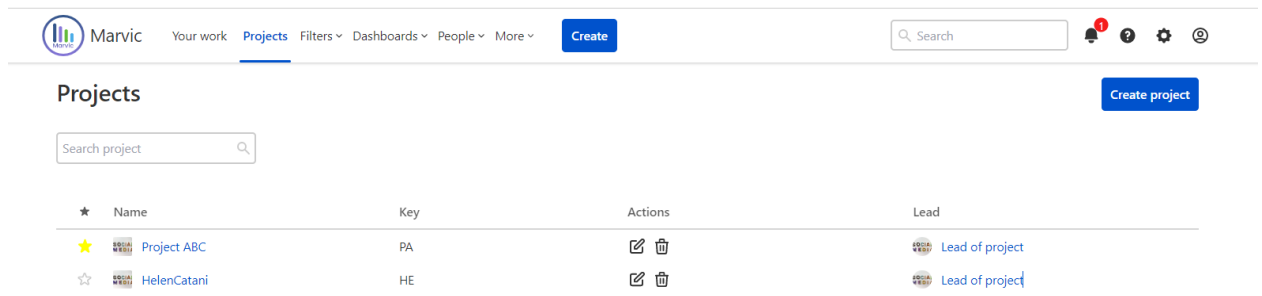 Marvic Marvic Your work Projects Filters Dashboards People More Create Search 1
Projects Create project
Search project
Name Key Actions Lead
Project ABC PA Lead of project
HelenCatani HE Lead of project